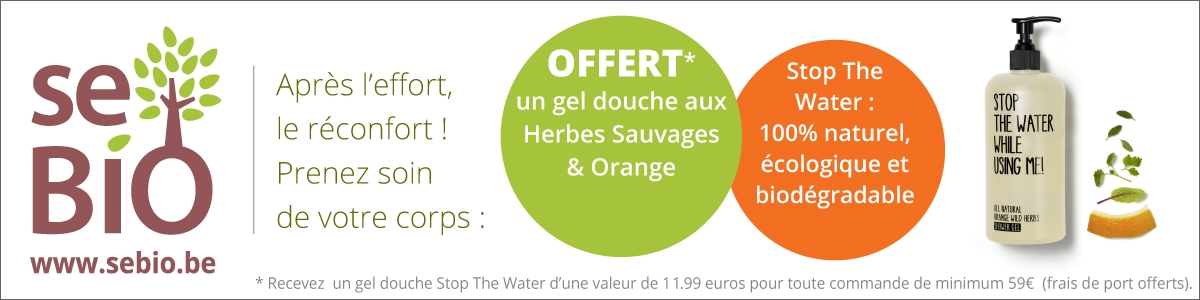 se
BIO
www.sebio.be
Après l'effort,
le réconfort !
Prenez soin
de votre corps :
OFFERT*
un gel douche aux
Herbes Sauvages
& Orange
Stop The
Water :
100% naturel,
écologique et
biodégradable
STOP
THE WATER
WHILE
USING ME!
ALL NATURAL
ORANGE WILD HERBS
SHOWER GEL
* Recevez un gel douche Stop The Water d'une valeur de 11.99 euros pour toute commande de minimum 59€ (frais de port offerts).